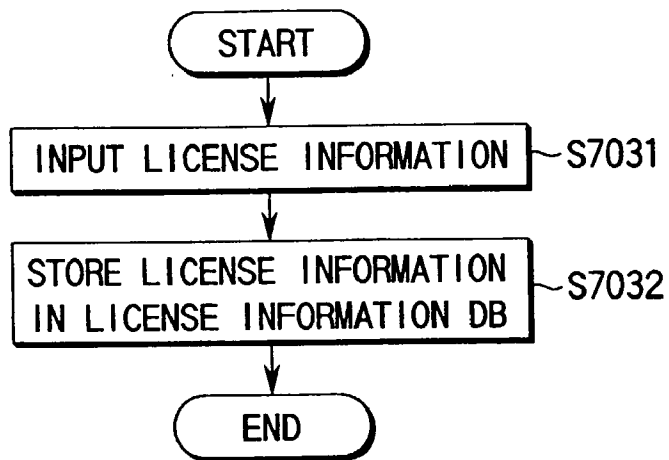 START
INPUT LICENSE INFORMATION
S7031
STORE LICENSE INFORMATION
IN LICENSE INFORMATION DB
S7032
END